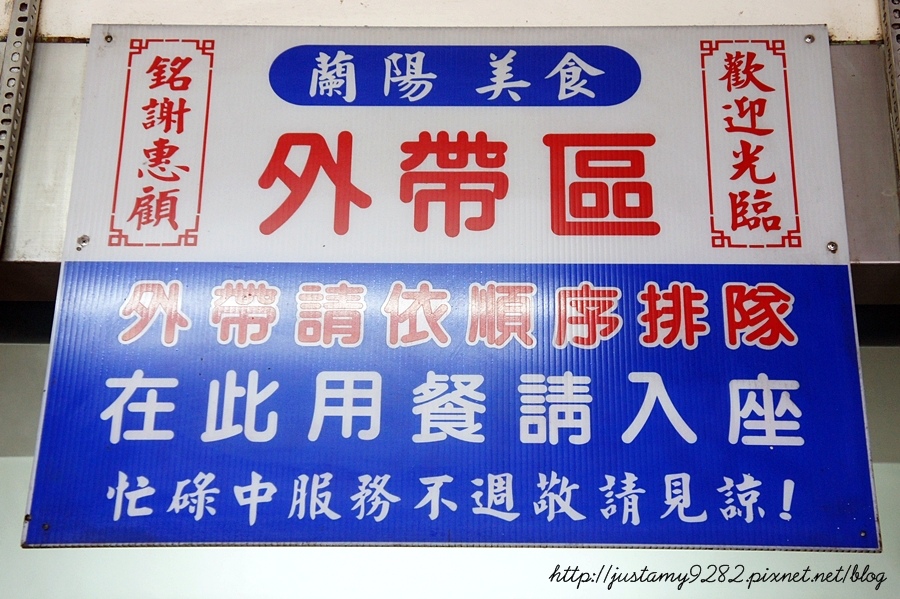 歡迎光臨
蘭陽 美食
銘謝惠顧
外帶區
外帶請依順序排隊
在此用餐請入座
忙碌中服務不週敬請見諒!
http://justamy9282.pixnet.net/blog